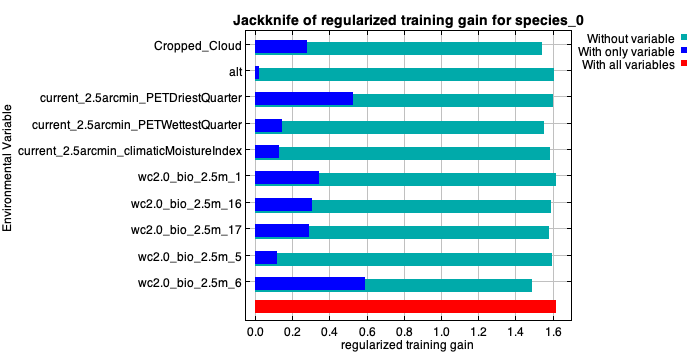 Jackknife of regularized training gain for species_0
Without variable
With only variable
With all variables
Environmental Variable
Cropped_Cloud
alt
current_2.5arcmin_PETDriestQuarter
current_2.5arcmin_PETWettestQuarter
current_2.5arcmin_climaticMoistureIndex
wc2.0_bio_2.5m_1
wc2.0_bio_2.5m_16
wc2.0_bio_2.5m_17
wc2.0_bio_2.5m_5
wc2.0_bio_2.5m_6
0.0 0.2 0.4 0.6 0.8 1.0 1.2 1.4 1.6
regularized training gain